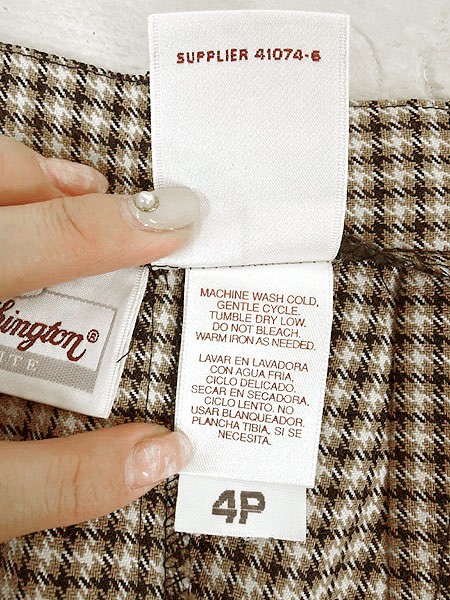 SUPPLIER 41074-6
MACHINE WASH COLD,
GENTLE CYCLE.
TUMBLE DRY LOW.
DO NOT BLEACH.
WARM IRON AS NEEDED.
LAVAR EN LAVADORA
CON AGUA FRIA,
CICLO DELICADO.
SECAR EN SECADORA,
CICLO LENTO. NO
USAR BLANQUEADOR.
PLANCHA TIBIA, SI SE
NECESITA.
hington®
ITE
4P